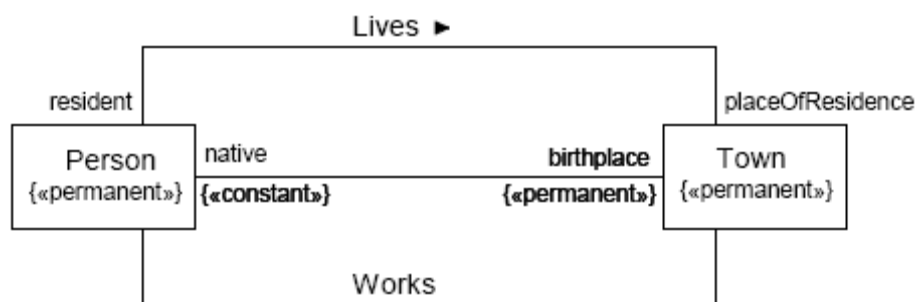 Lives ►
resident
placeOfResidence
Person
{«permanent»}
native
{«constant»}
birthplace
{«permanent»}
Town
{«permanent»}
Works